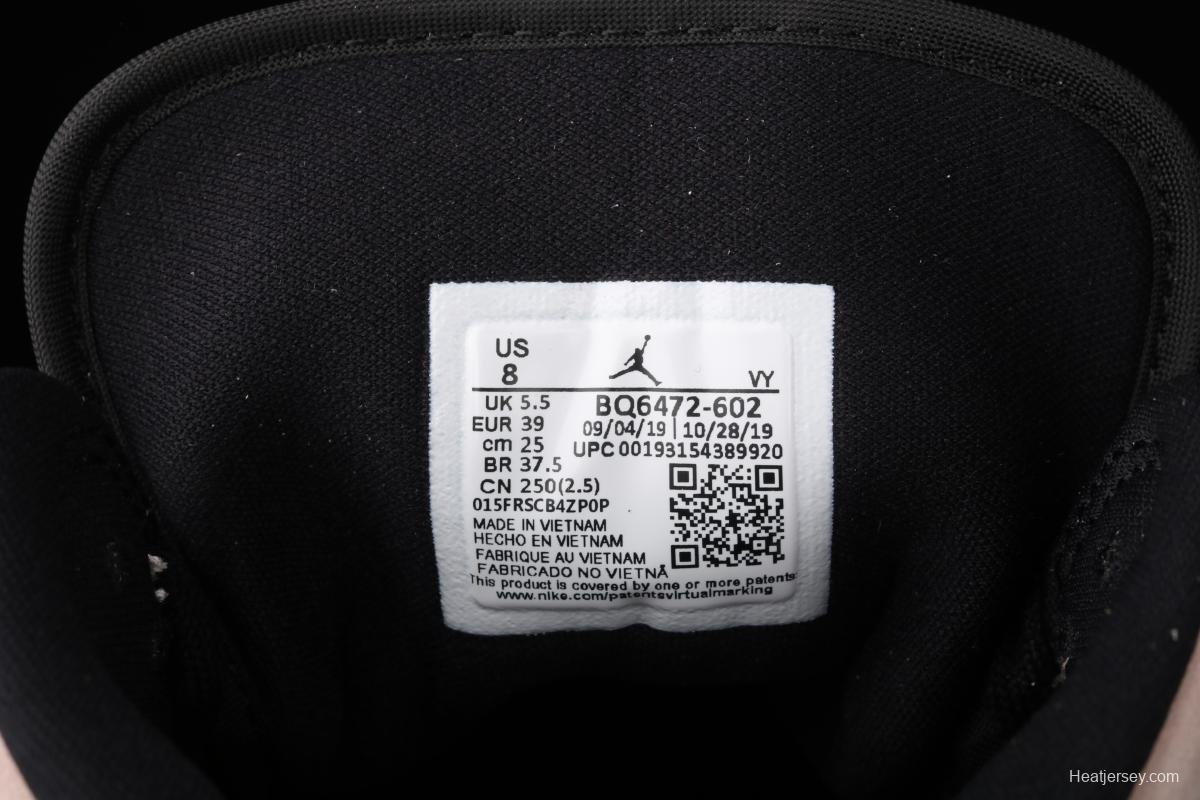 US
8
VY
UK 5.5
BQ6472-602
EUR 39
09/04/19 | 10/28/19
cm 25
UPC 00193154389920
BR 37.5
CN 250(2.5)
015FRSCB4ZP0P
MADE IN VIETNAM
HECHO EN VIETNAM
FABRIQUE AU VIETNAM
FABRICADO NO VIETNÃ
This product is covered by one or more patents:
www.nike.com/patentsvirtualmarking
Heatjersey.com